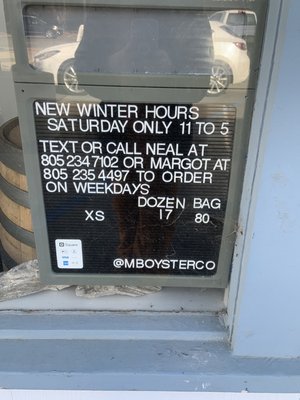 NEW WINTER HOURS
SATURDAY ONLY 11 TO 5
TEXT OR CALL NEAL AT
805 234 7102 OR MARGOT AT
805 235 4497 TO ORDER
ON WEEKDAYS
DOZEN BAG
XS 17 80
Square
@MBOYSTERCO